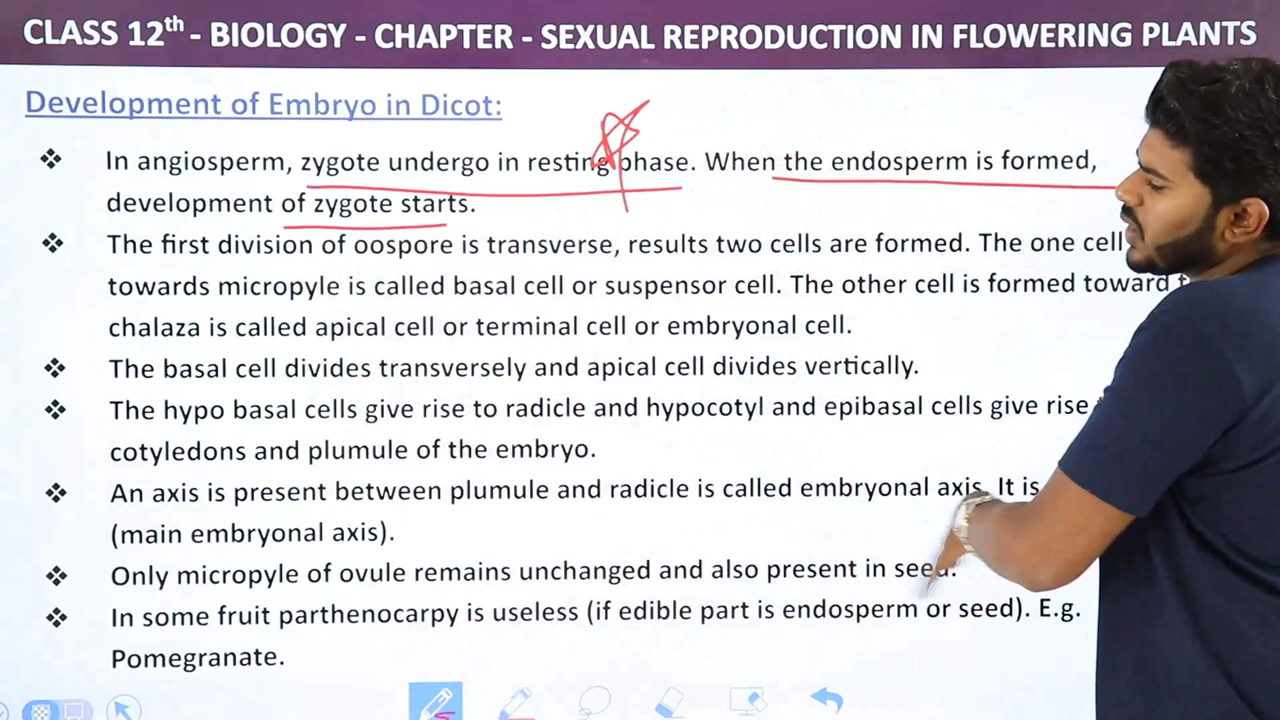 CLASS 12th - BIOLOGY - CHAPTER - SEXUAL REPRODUCTION IN FLOWERING PLANTS
Development of Embryo in Dicot:
❖ In angiosperm, zygote undergo in resting phase. When the endosperm is formed,
development of zygote starts.
❖ The first division of oospore is transverse, results two cells are formed. The one cell
towards micropyle is called basal cell or suspensor cell. The other cell is formed toward
chalaza is called apical cell or terminal cell or embryonal cell.
❖ The basal cell divides transversely and apical cell divides vertically.
❖ The hypo basal cells give rise to radicle and hypocotyl and epibasal cells give rise
cotyledons and plumule of the embryo.
❖ An axis is present between plumule and radicle is called embryonal axis. It is
(main embryonal axis).
❖ Only micropyle of ovule remains unchanged and also present in seed.
❖ In some fruit parthenocarpy is useless (if edible part is endosperm or seed). E.g.
Pomegranate.